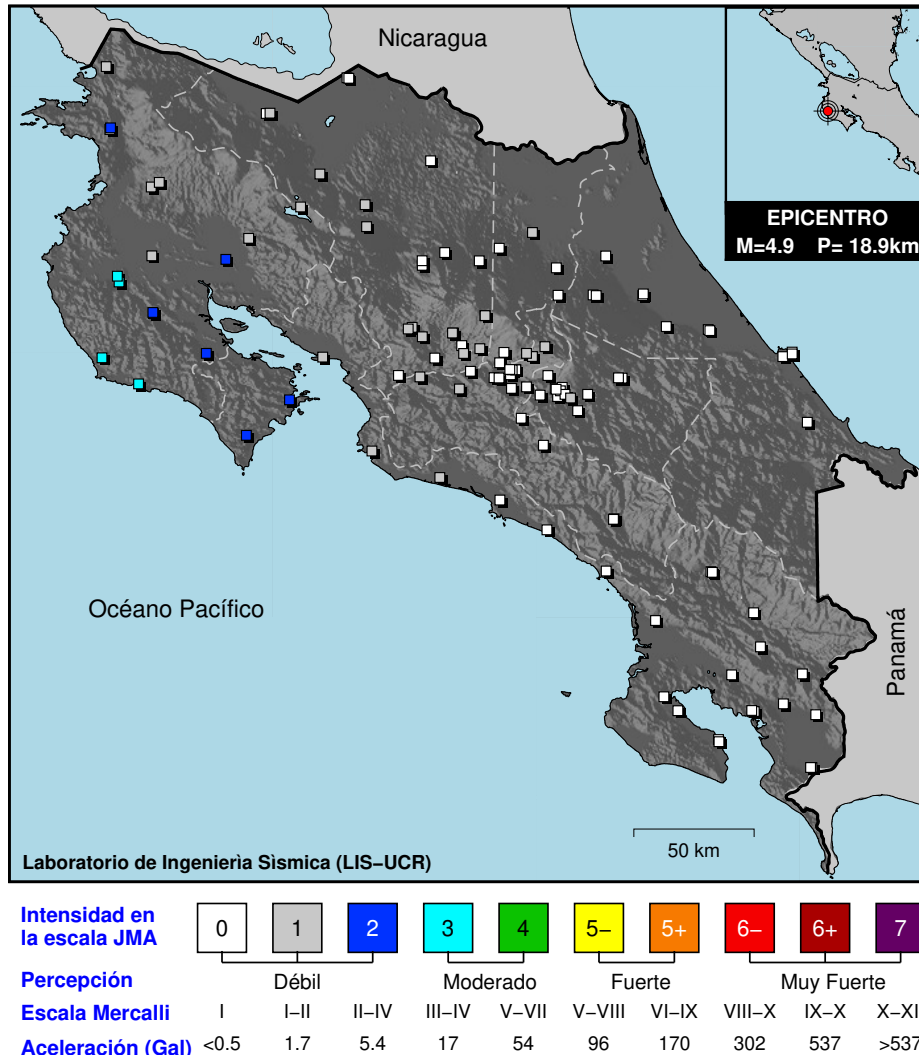 Nicaragua
EPICENTRO
M=4.9 P= 18.9km
Océano Pacífico
Panamá
50 km
Laboratorio de Ingenierìa Sìsmica (LIS−UCR)
Intensidad en
la escala JMA
0 1 2 3 4 5− 5+ 6− 6+ 7
Percepción Débil Moderado Fuerte Muy Fuerte
Escala Mercalli I I−II II−IV III−IV V−VII V−VIII VI−IX VIII−X IX−X X−XI
Aceleración (Gal) <0.5 1.7 5.4 17 54 96 170 302 537 >537